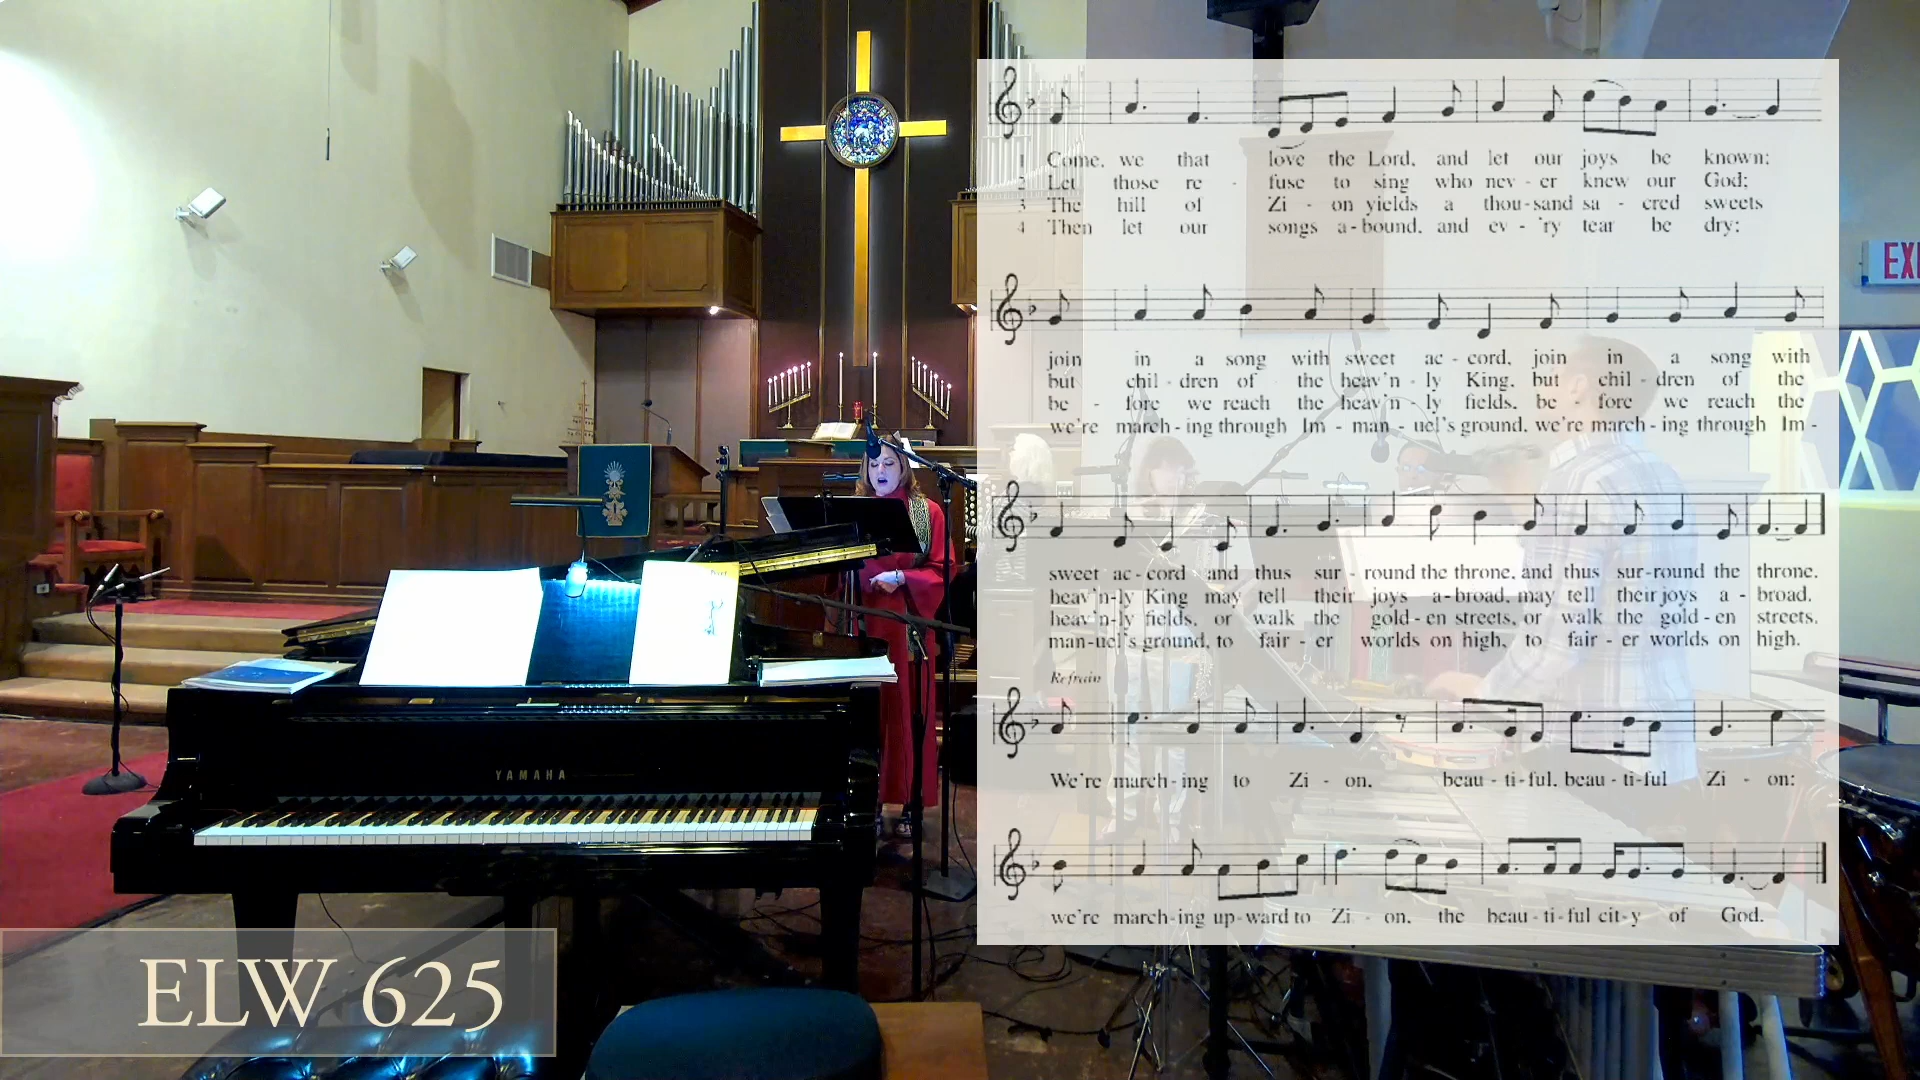 1 Come, we that love the Lord, and let our joys be known;
2 Let those re - fuse to sing who nev - er knew our God;
3 The hill of Zi - on yields a thou - sand sa - cred sweets
4 Then let our songs a - bound, and ev - 'ry tear be dry;
join in a song with sweet ac - cord, join in a song with
but chil - dren of the heav'n - ly King, but chil - dren of the
be - fore we reach the heav'n - ly fields, be - fore we reach the
we're march - ing through Im - man - uel's ground, we're march - ing through Im -
sweet ac - cord and thus sur - round the throne, and thus sur - round the throne.
heav'n - ly King may tell their joys a - broad, may tell their joys a - broad.
heav'n - ly fields, or walk the gold - en streets, or walk the gold - en streets.
man - uel's ground, to fair - er worlds on high, to fair - er worlds on high.
Refrain
We're march - ing to Zi - on, beau - ti - ful, beau - ti - ful Zi - on;
we're march - ing up - ward to Zi - on, the beau - ti - ful cit - y of God.
EXI
YAMAHA
ELW 625